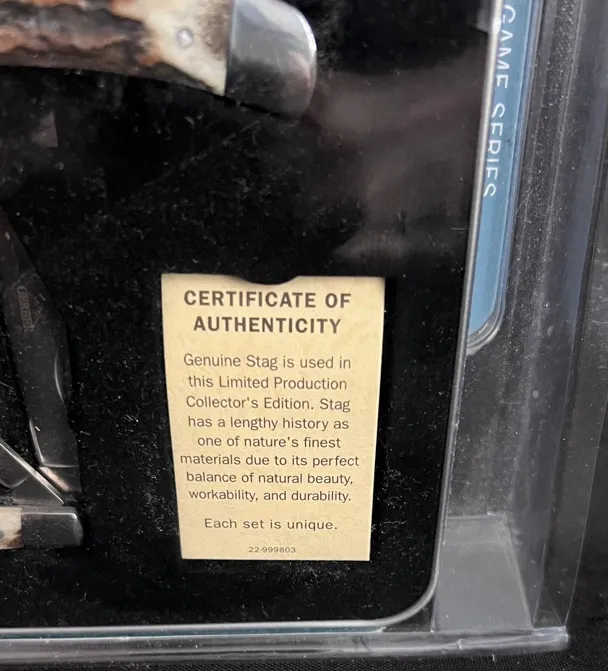 GAME SERIES
CERTIFICATE OF
AUTHENTICITY
Genuine Stag is used in
this Limited Production
Collector's Edition. Stag
has a lengthy history as
one of nature's finest
materials due to its perfect
balance of natural beauty,
workability, and durability.
Each set is unique.
22-999803